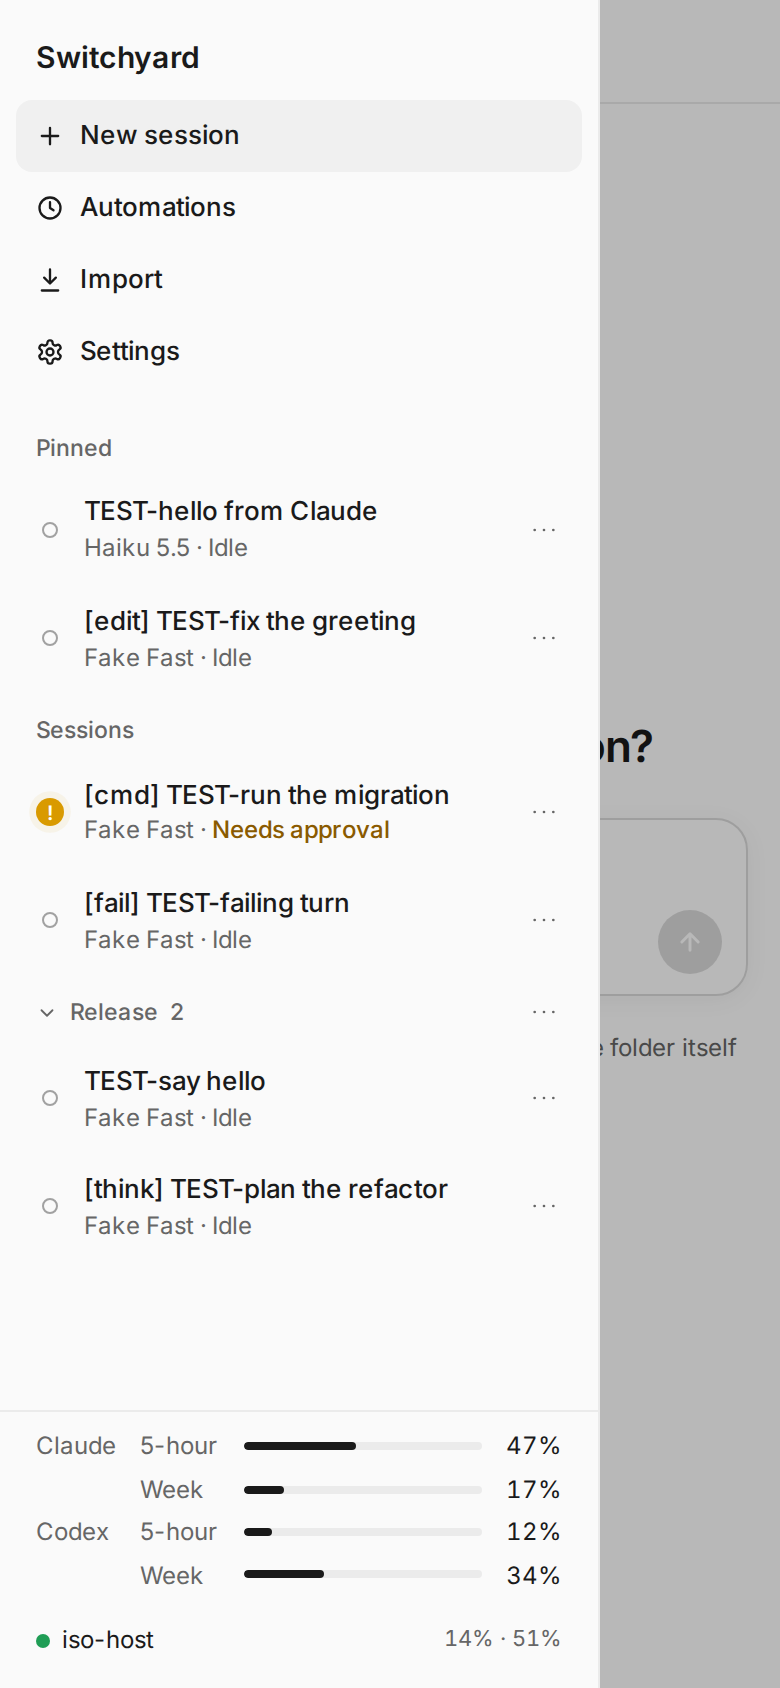 Switchyard
New session
Automations
Import
Settings
Pinned
TEST-hello from Claude
Haiku 5.5 · Idle
[edit] TEST-fix the greeting
Fake Fast · Idle
Sessions
[cmd] TEST-run the migration
Fake Fast · Needs approval
[fail] TEST-failing turn
Fake Fast · Idle
Release 2
TEST-say hello
Fake Fast · Idle
[think] TEST-plan the refactor
Fake Fast · Idle
Claude 5-hour 47%
Week 17%
Codex 5-hour 12%
Week 34%
iso-host 14% · 51%
on?
folder itself